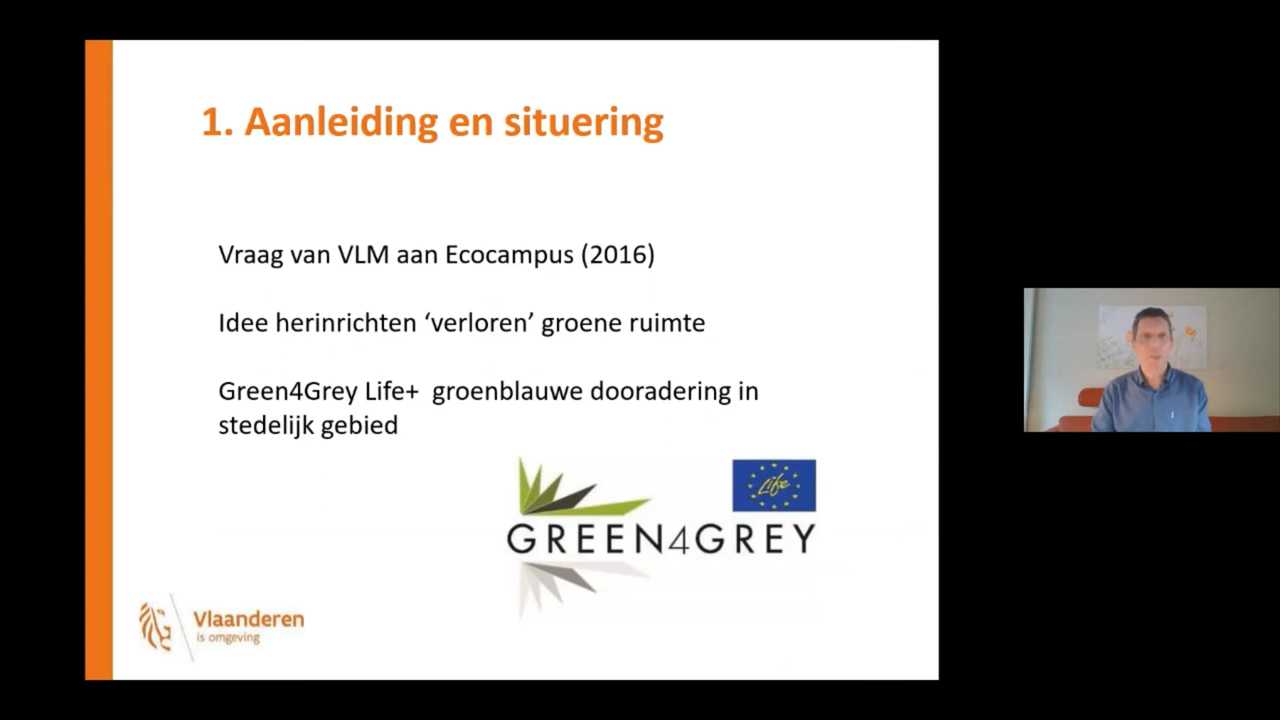 1. Aanleiding en situering
Vraag van VLM aan Ecocampus (2016)
Idee herinrichten ‘verloren’ groene ruimte
Green4Grey Life+ groenblauwe dooradering in
stedelijk gebied
Life
GREEN4GREY
Vlaanderen
is omgeving